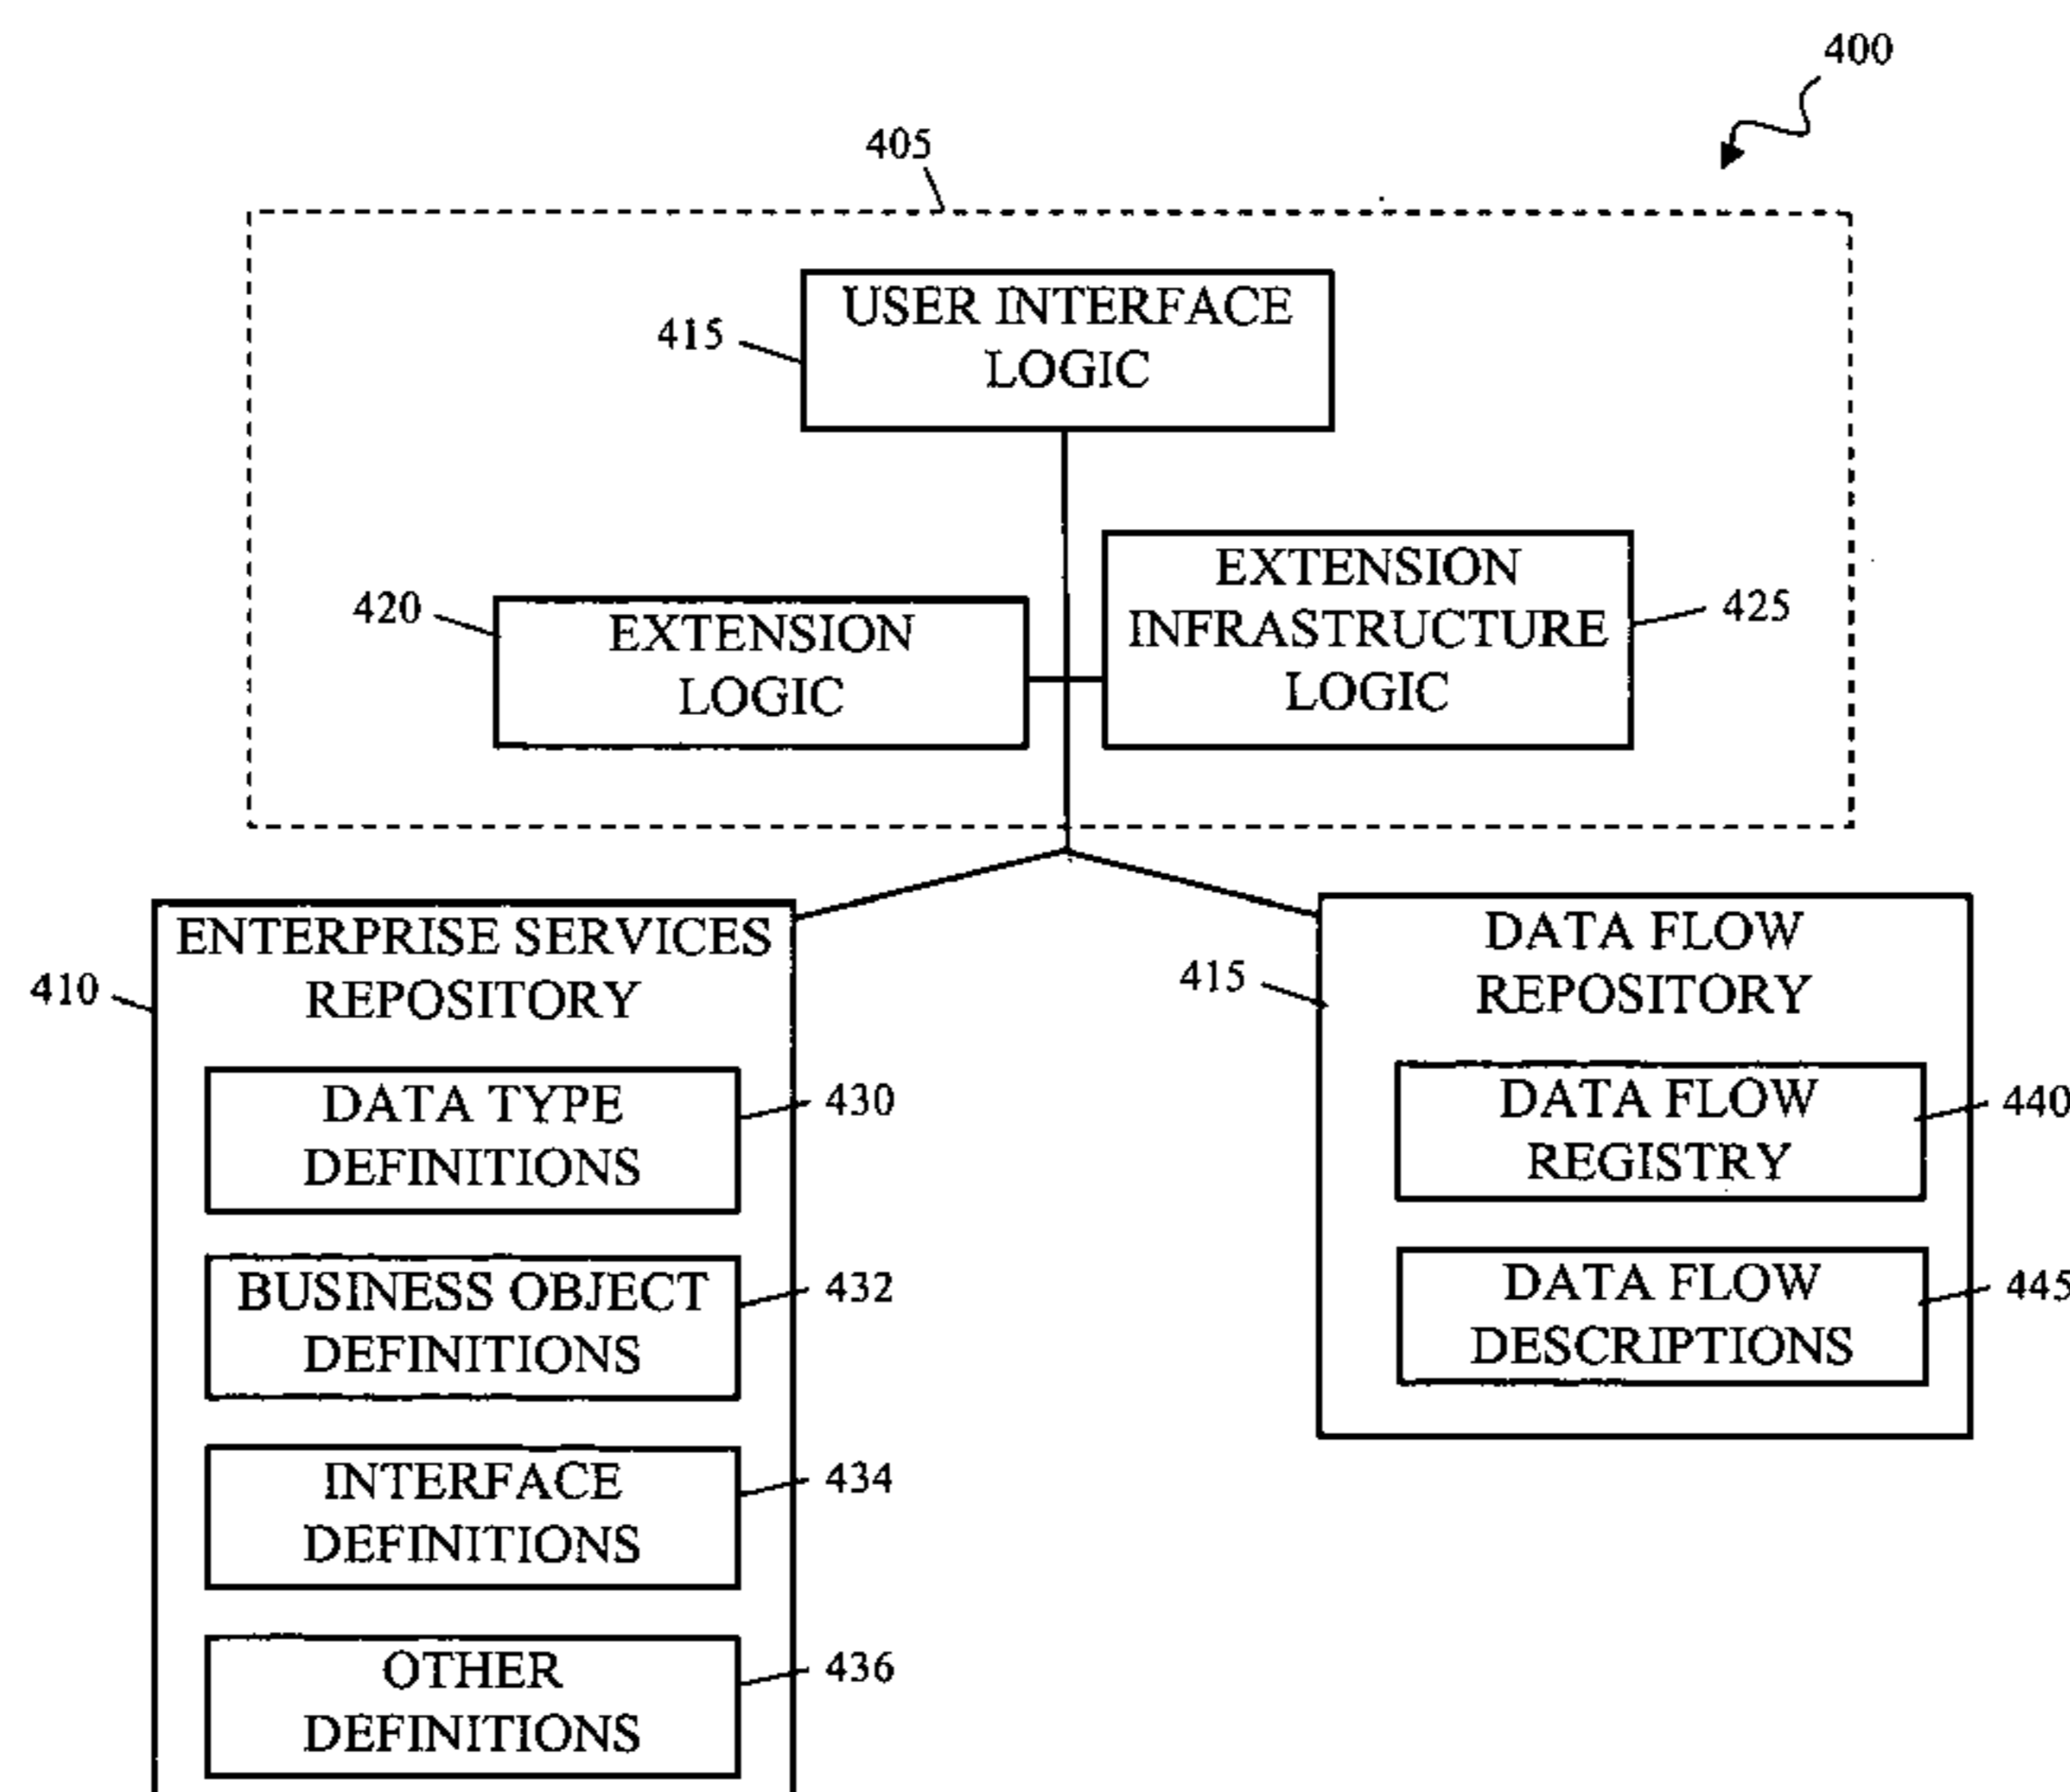 400
405
USER INTERFACE
LOGIC
415
EXTENSION
LOGIC
420
EXTENSION
INFRASTRUCTURE
LOGIC
425
ENTERPRISE SERVICES
REPOSITORY
410
DATA TYPE
DEFINITIONS
430
BUSINESS OBJECT
DEFINITIONS
432
INTERFACE
DEFINITIONS
434
OTHER
DEFINITIONS
436
DATA FLOW
REPOSITORY
415
DATA FLOW
REGISTRY
440
DATA FLOW
DESCRIPTIONS
445